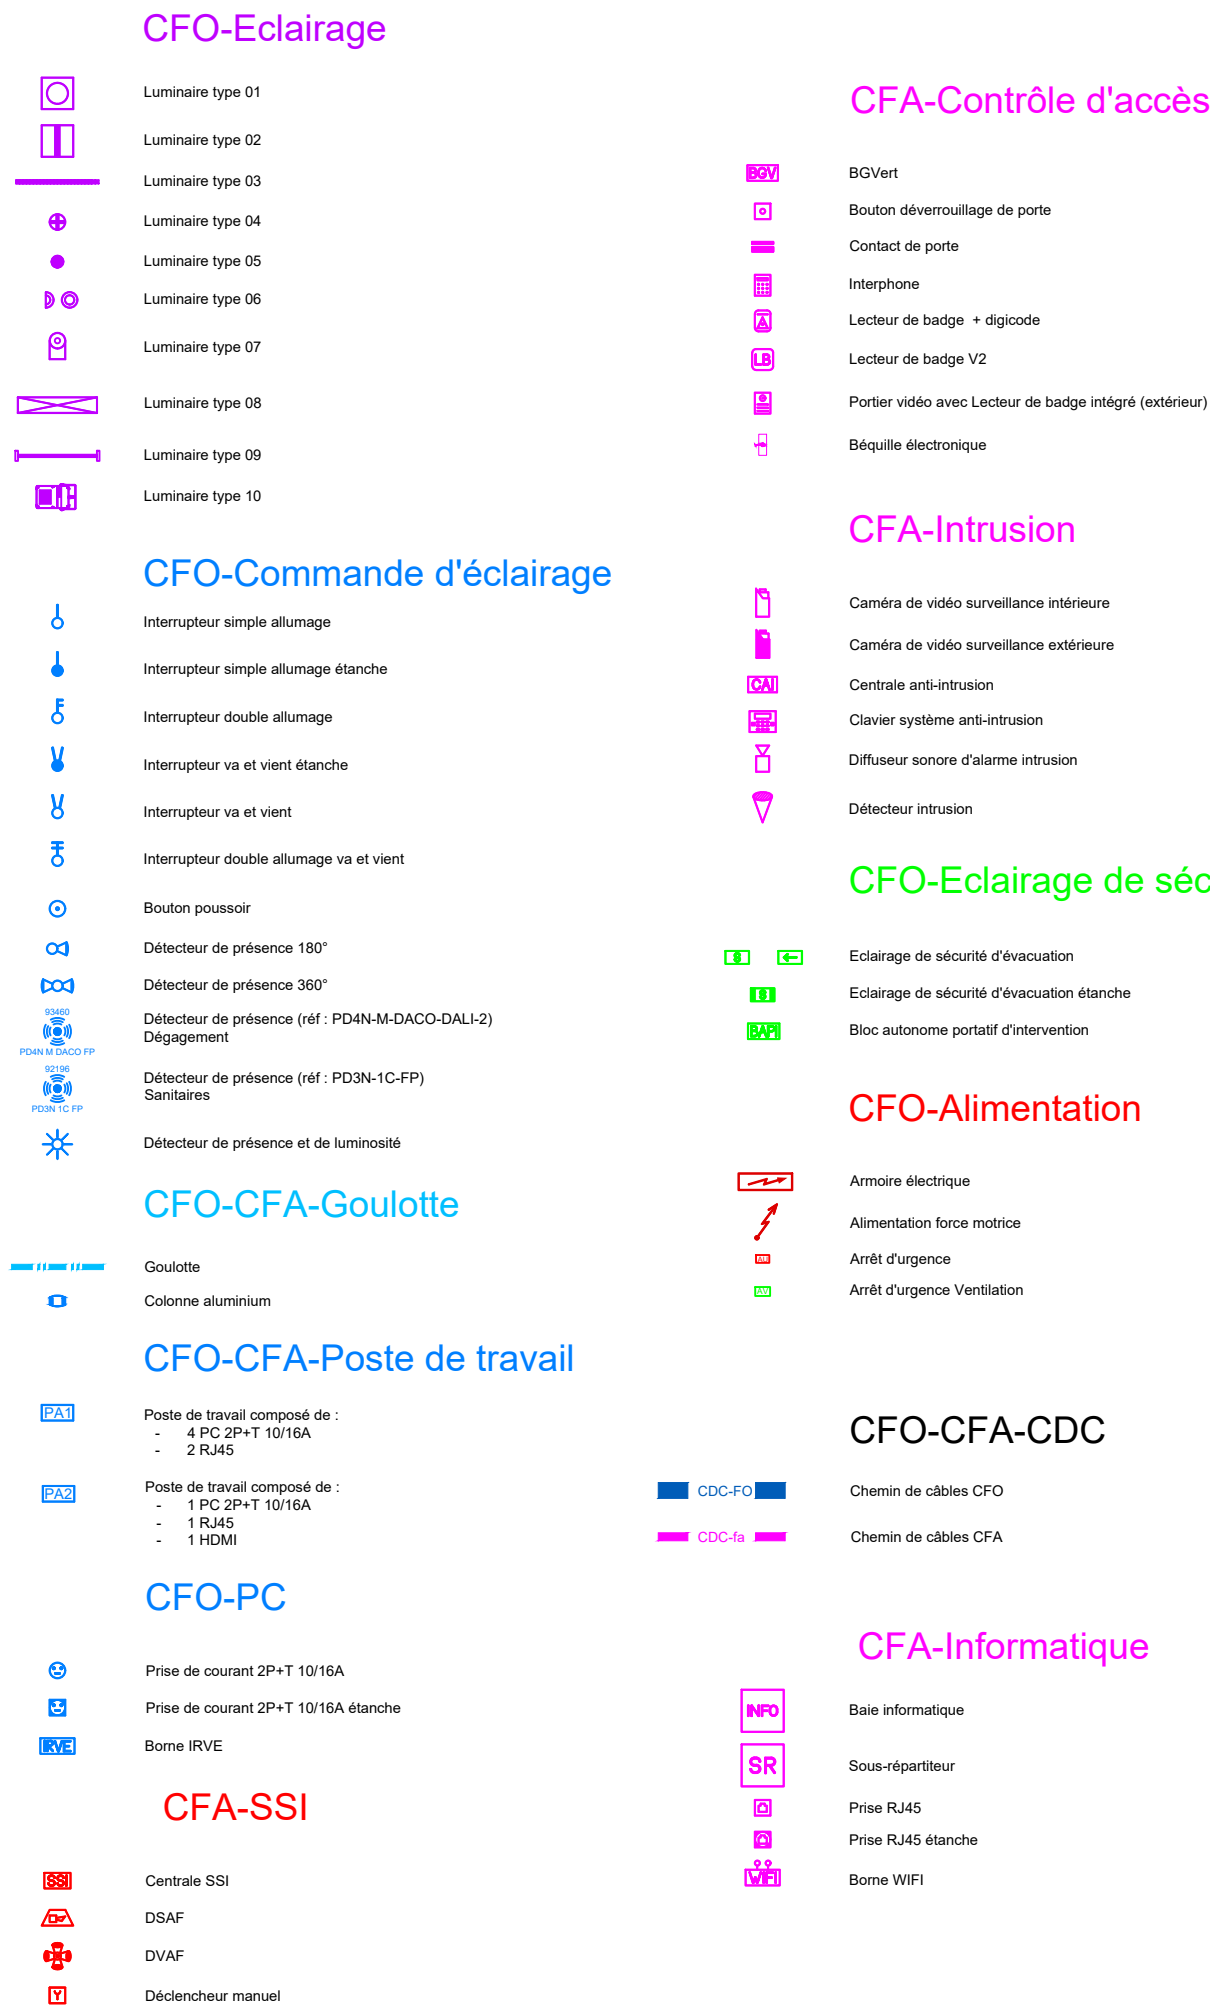 CFO-Eclairage
Luminaire type 01
Luminaire type 02
Luminaire type 03
Luminaire type 04
Luminaire type 05
Luminaire type 06
Luminaire type 07
Luminaire type 08
Luminaire type 09
Luminaire type 10
CFO-Commande d'éclairage
Interrupteur simple allumage
Interrupteur simple allumage étanche
Interrupteur double allumage
Interrupteur va et vient étanche
Interrupteur va et vient
Interrupteur double allumage va et vient
Bouton poussoir
Détecteur de présence 180°
Détecteur de présence 360°
93460
PD4N M DACO FP
Détecteur de présence (réf : PD4N-M-DACO-DALI-2)
Dégagement
92196
PD3N 1C FP
Détecteur de présence (réf : PD3N-1C-FP)
Sanitaires
Détecteur de présence et de luminosité
CFO-CFA-Goulotte
Goulotte
Colonne aluminium
CFO-CFA-Poste de travail
PA1
Poste de travail composé de :
- 4 PC 2P+T 10/16A
- 2 RJ45
PA2
Poste de travail composé de :
- 1 PC 2P+T 10/16A
- 1 RJ45
- 1 HDMI
CFO-PC
Prise de courant 2P+T 10/16A
Prise de courant 2P+T 10/16A étanche
IRVE Borne IRVE
CFA-SSI
SSI Centrale SSI
DSAF
DVAF
Y Déclencheur manuel
CFA-Contrôle d'accès
BGV BGVert
Bouton déverrouillage de porte
Contact de porte
Interphone
Lecteur de badge + digicode
LB Lecteur de badge V2
Portier vidéo avec Lecteur de badge intégré (extérieur)
Béquille électronique
CFA-Intrusion
Caméra de vidéo surveillance intérieure
Caméra de vidéo surveillance extérieure
CAI Centrale anti-intrusion
Clavier système anti-intrusion
Diffuseur sonore d'alarme intrusion
Détecteur intrusion
CFO-Eclairage de séc
S Eclairage de sécurité d'évacuation
S Eclairage de sécurité d'évacuation étanche
BAPI Bloc autonome portatif d'intervention
CFO-Alimentation
Armoire électrique
Alimentation force motrice
Arrêt d'urgence
AV Arrêt d'urgence Ventilation
CFO-CFA-CDC
CDC-FO Chemin de câbles CFO
CDC-fa Chemin de câbles CFA
CFA-Informatique
INFO Baie informatique
SR Sous-répartiteur
Prise RJ45
Prise RJ45 étanche
WIFI Borne WIFI